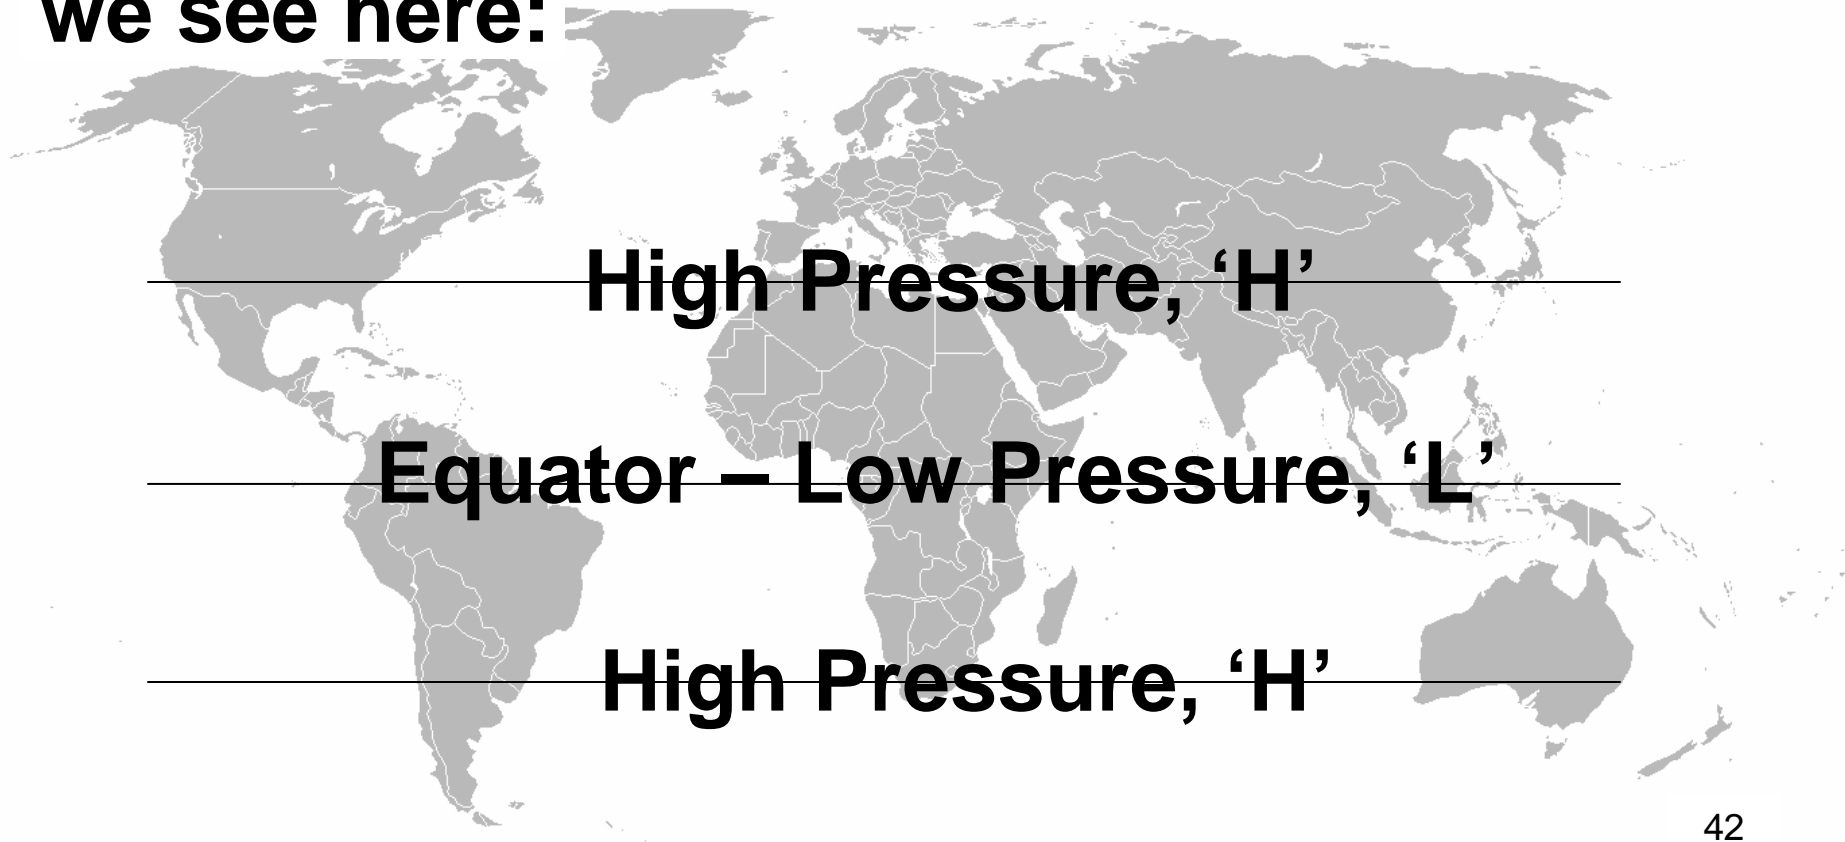 we see here:
High Pressure, ‘H’
Equator – Low Pressure, ‘L’
High Pressure, ‘H’
42